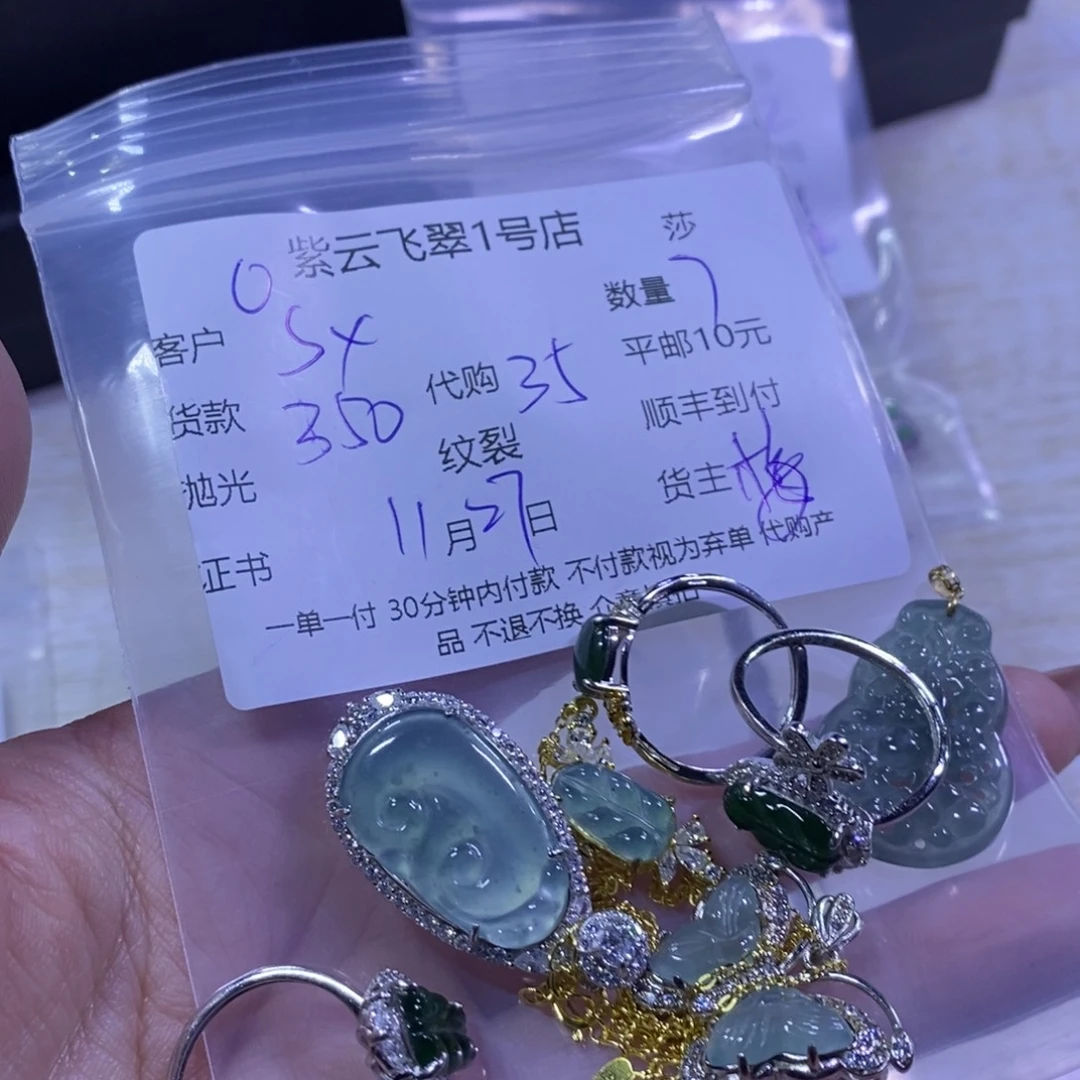 紫云飞翠1号店 莎
O
客户 SX 数量 7
货款 350 代购 35 平邮10元
抛光 纹裂 顺丰到付
证书 11月27日 货主 梅
一单一付 30分钟内付款 不付款视为弃单 代购产
品 不退不换 介意